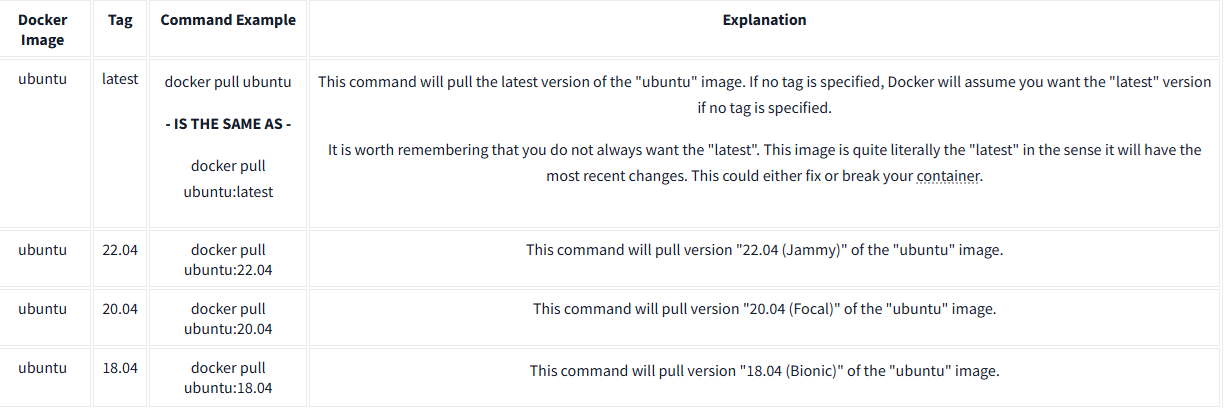 Docker
Image
Tag
Command Example
Explanation
ubuntu
latest
docker pull ubuntu
- IS THE SAME AS -
docker pull
ubuntu:latest
This command will pull the latest version of the "ubuntu" image. If no tag is specified, Docker will assume you want the "latest" version
if no tag is specified.
It is worth remembering that you do not always want the "latest". This image is quite literally the "latest" in the sense it will have the
most recent changes. This could either fix or break your container.
ubuntu
22.04
docker pull
ubuntu:22.04
This command will pull version "22.04 (Jammy)" of the "ubuntu" image.
ubuntu
20.04
docker pull
ubuntu:20.04
This command will pull version "20.04 (Focal)" of the "ubuntu" image.
ubuntu
18.04
docker pull
ubuntu:18.04
This command will pull version "18.04 (Bionic)" of the "ubuntu" image.